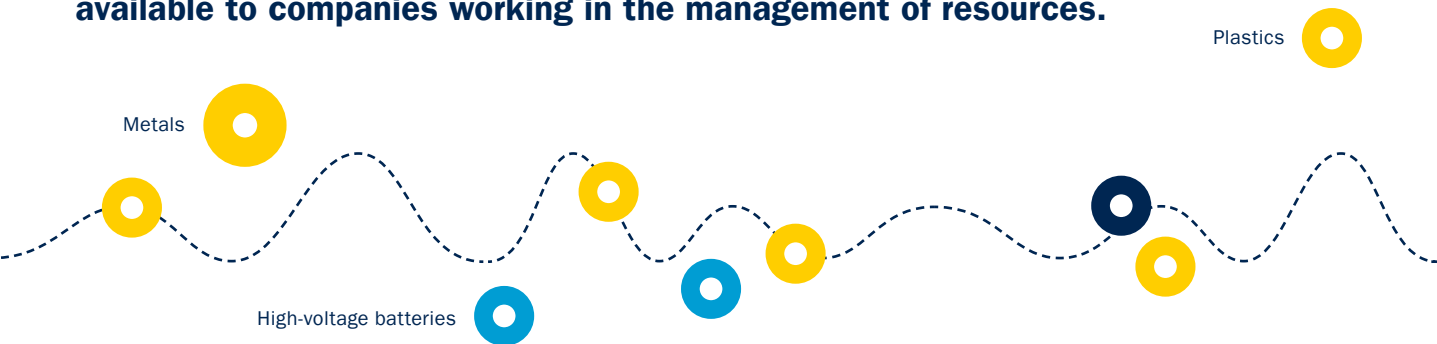 available to companies working in the management of resources.
Plastics
Metals
High-voltage batteries